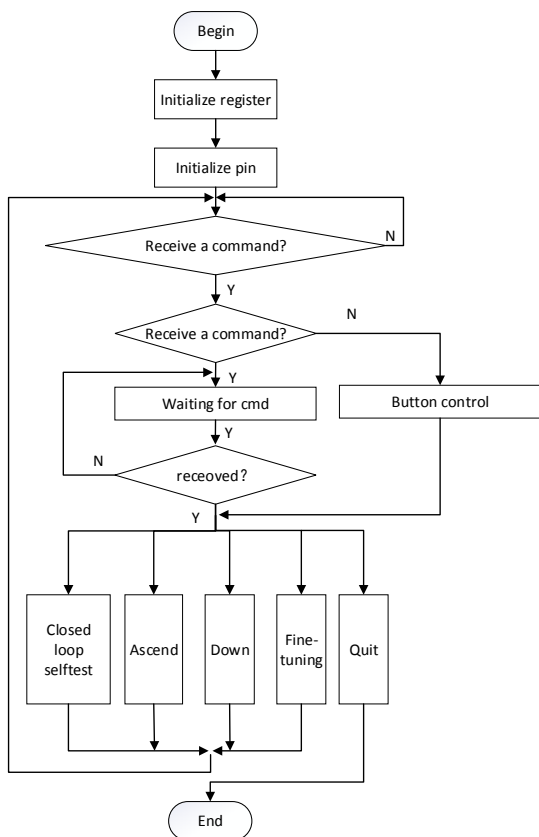 Begin
Initialize register
Initialize pin
Receive a command?
N
Y
N
Receive a command?
Y
Waiting for cmd
Button control
Y
N
receoved?
Y
Closed
loop
selftest
Ascend
Down
Fine-
tuning
Quit
End